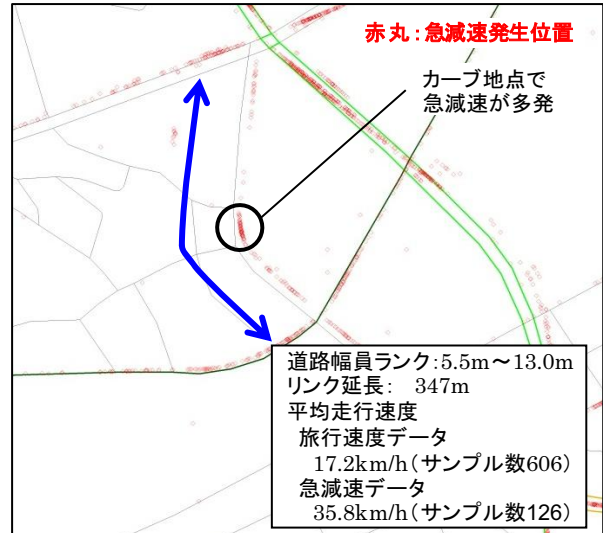 赤丸：急減速発生位置
カーブ地点で
急減速が多発
道路幅員ランク：5.5m～13.0m
リンク延長： 347m
平均走行速度
旅行速度データ
17.2km/h（サンプル数606）
急減速データ
35.8km/h（サンプル数126）